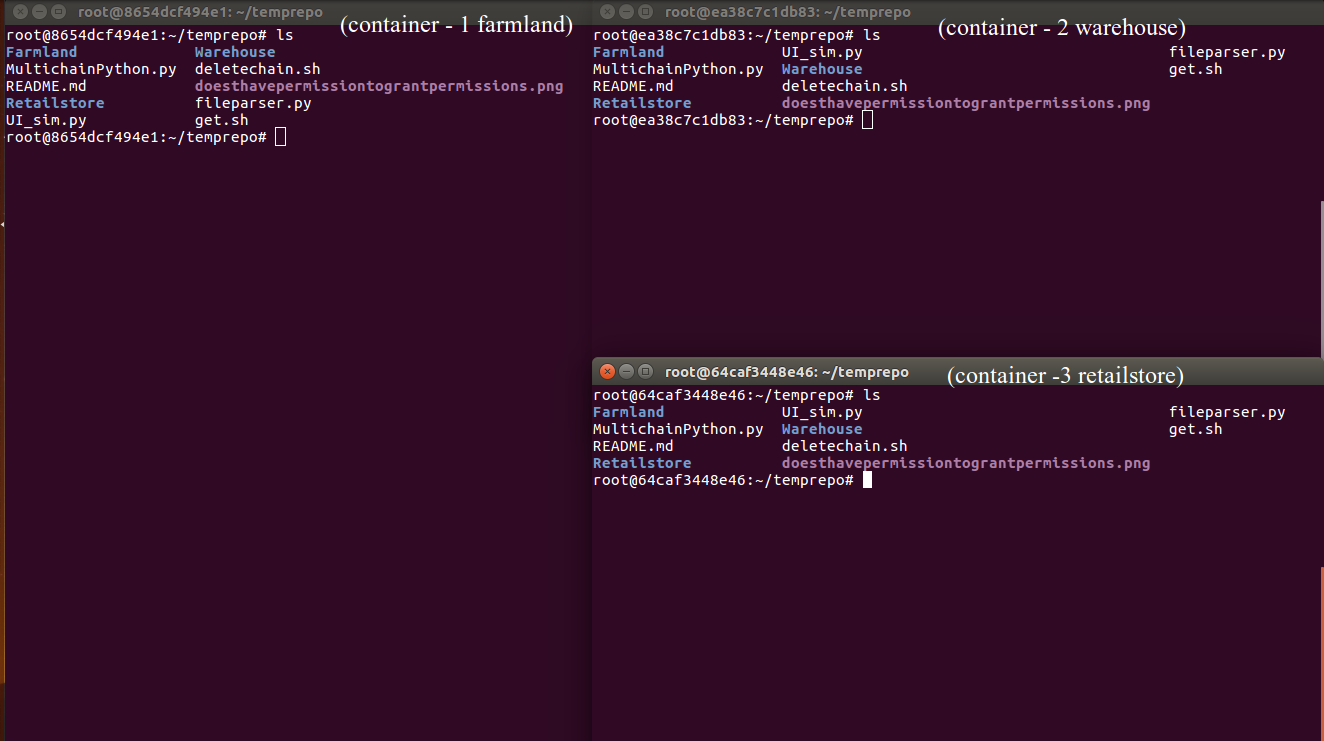 root@8654dcf494e1: ~/temprepo
(container - 1 farmland)
root@8654dcf494e1:~/temprepo# ls
Farmland Warehouse
MultichainPython.py deletechain.sh
README.md doesthavepermissiontograntpermissions.png
Retailstore fileparser.py
UI_sim.py get.sh
root@8654dcf494e1:~/temprepo#
root@ea38c7c1db83: ~/temprepo
(container - 2 warehouse)
root@ea38c7c1db83:~/temprepo# ls
Farmland UI_sim.py fileparser.py
MultichainPython.py Warehouse get.sh
README.md deletechain.sh
Retailstore doesthavepermissiontograntpermissions.png
root@ea38c7c1db83:~/temprepo#
root@64caf3448e46: ~/temprepo
(container -3 retailstore)
root@64caf3448e46:~/temprepo# ls
Farmland UI_sim.py fileparser.py
MultichainPython.py Warehouse get.sh
README.md deletechain.sh
Retailstore doesthavepermissiontograntpermissions.png
root@64caf3448e46:~/temprepo#